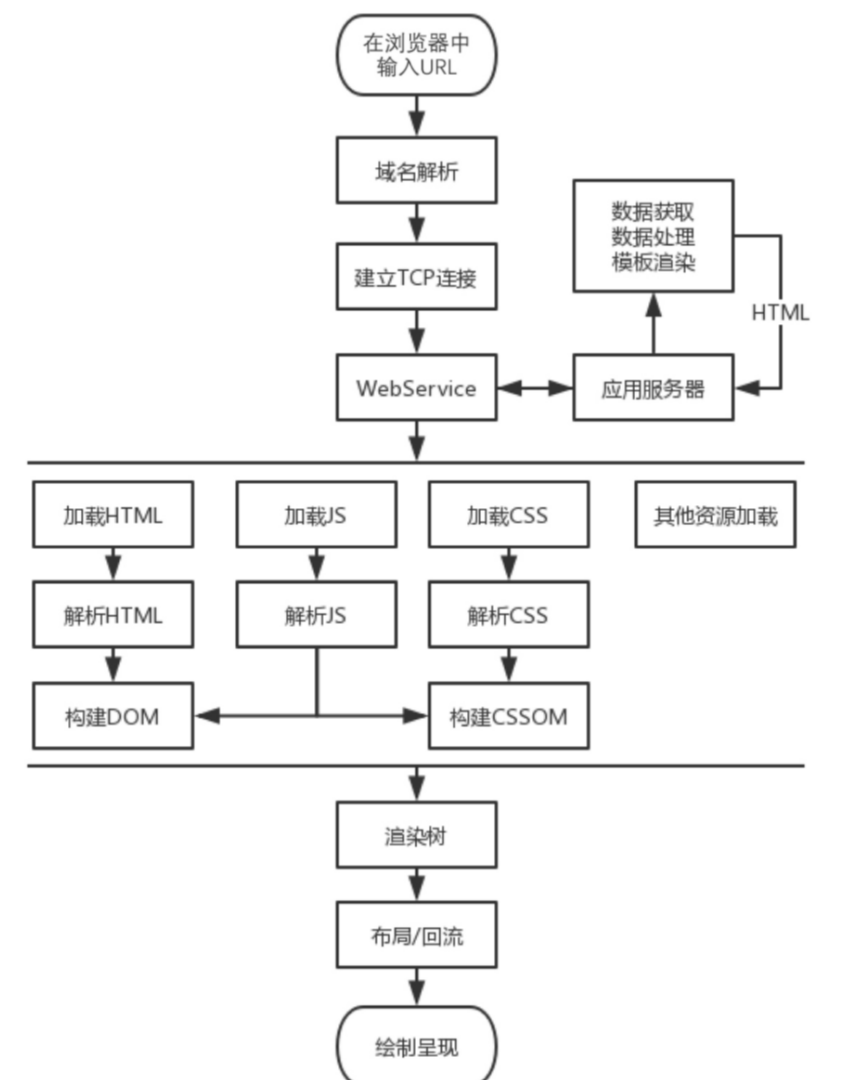 在浏览器中
输入URL
域名解析
数据获取
数据处理
模板渲染
建立TCP连接
HTML
WebService
应用服务器
加载HTML
加载JS
加载CSS
其他资源加载
解析HTML
解析JS
解析CSS
构建DOM
构建CSSOM
渲染树
布局/回流
绘制呈现